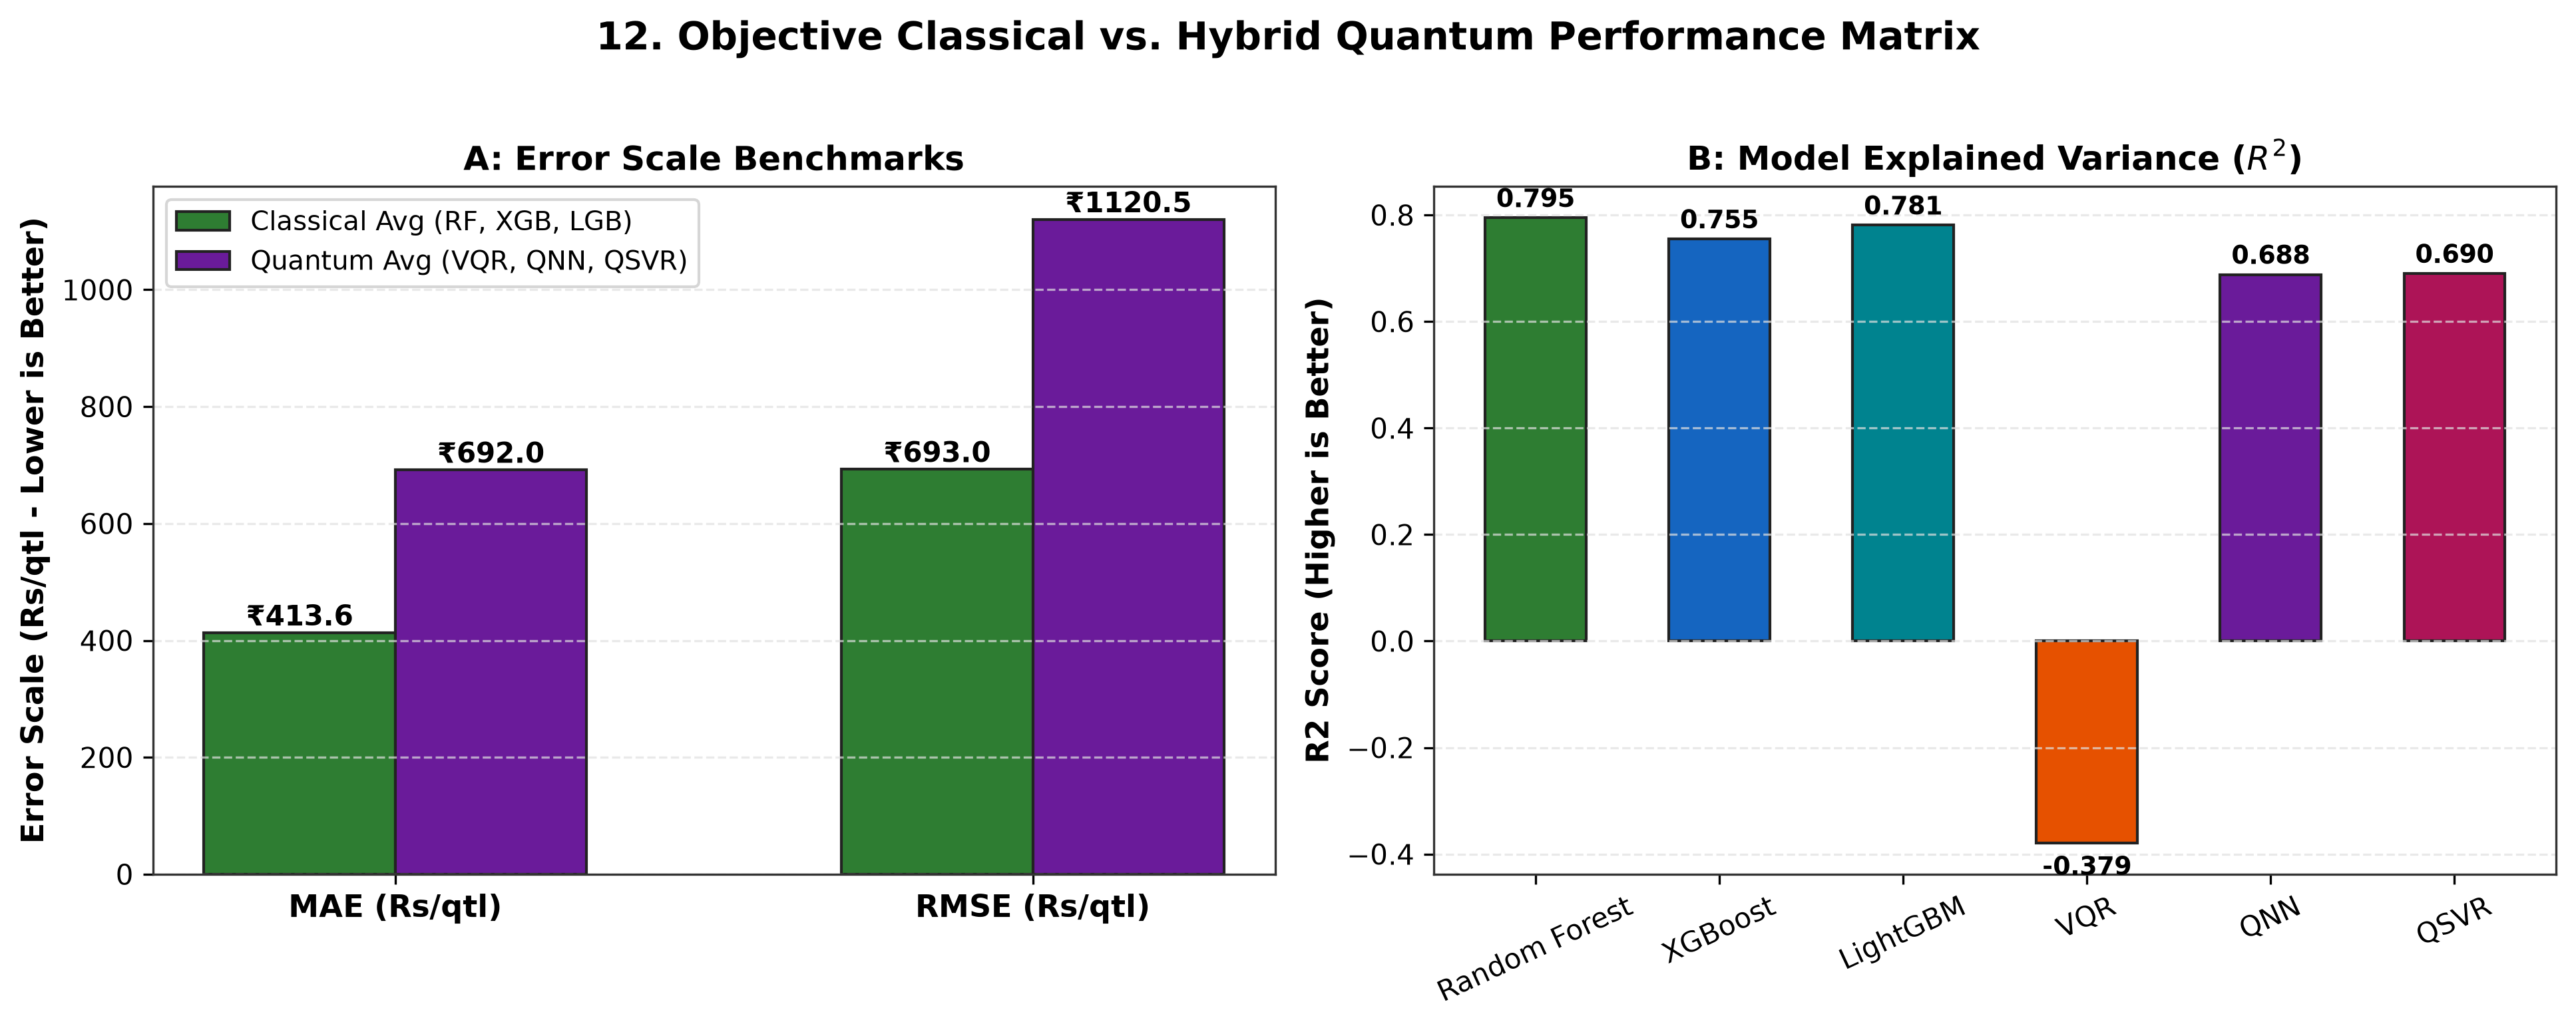 12. Objective Classical vs. Hybrid Quantum Performance Matrix
A: Error Scale Benchmarks
Error Scale (Rs/qtl - Lower is Better)
1000
800
600
400
200
0
Classical Avg (RF, XGB, LGB)
Quantum Avg (VQR, QNN, QSVR)
₹413.6
₹692.0
₹693.0
₹1120.5
MAE (Rs/qtl)
RMSE (Rs/qtl)
B: Model Explained Variance (R²)
R2 Score (Higher is Better)
0.8
0.6
0.4
0.2
0.0
−0.2
−0.4
0.795
0.755
0.781
-0.379
0.688
0.690
Random Forest
XGBoost
LightGBM
VQR
QNN
QSVR